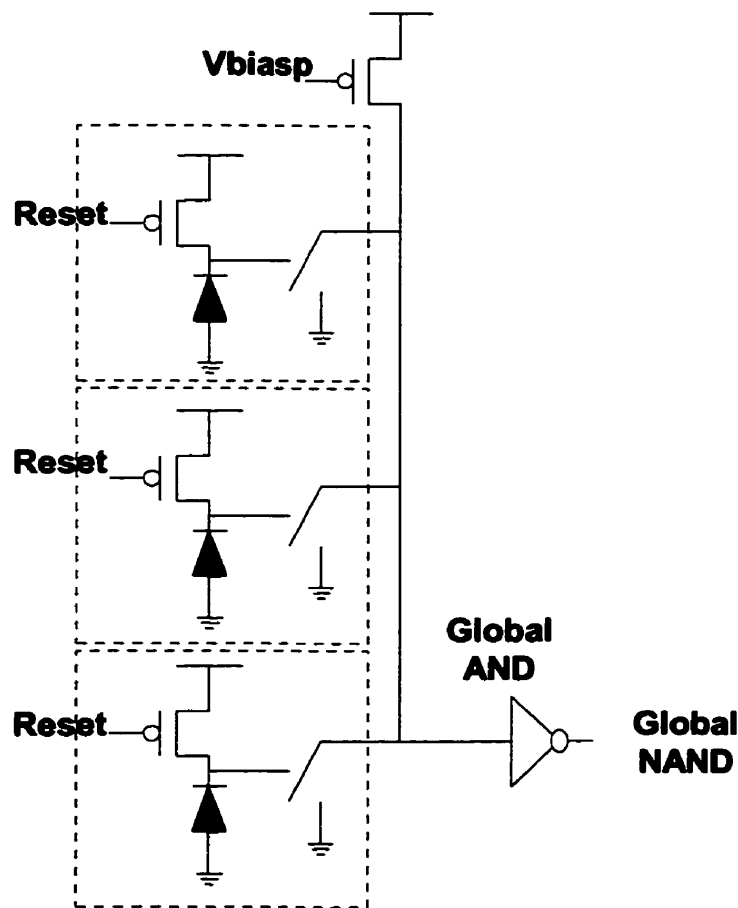 Vbiasp
Reset
Reset
Global
AND
Reset
Global
NAND